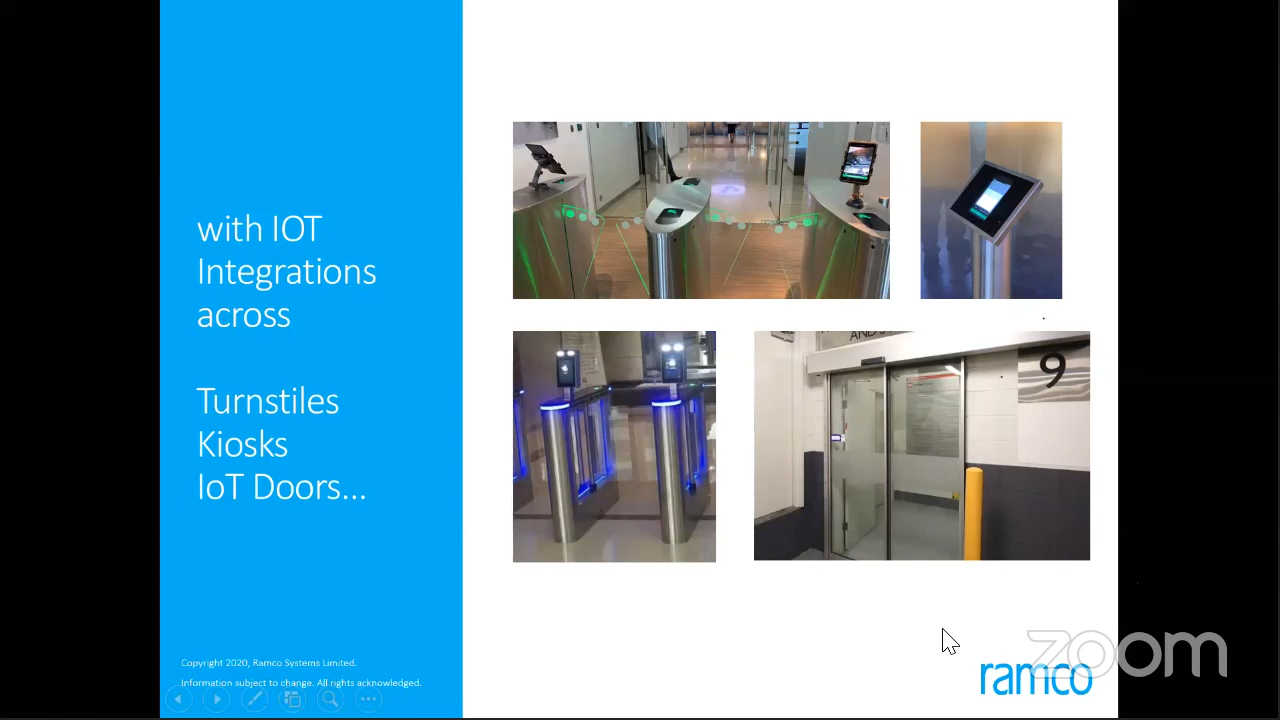 with IOT
Integrations
across
Turnstiles
Kiosks
IoT Doors...
9
Copyright 2020, Ramco Systems Limited.
Information subject to change. All rights acknowledged.
ramco
zoom